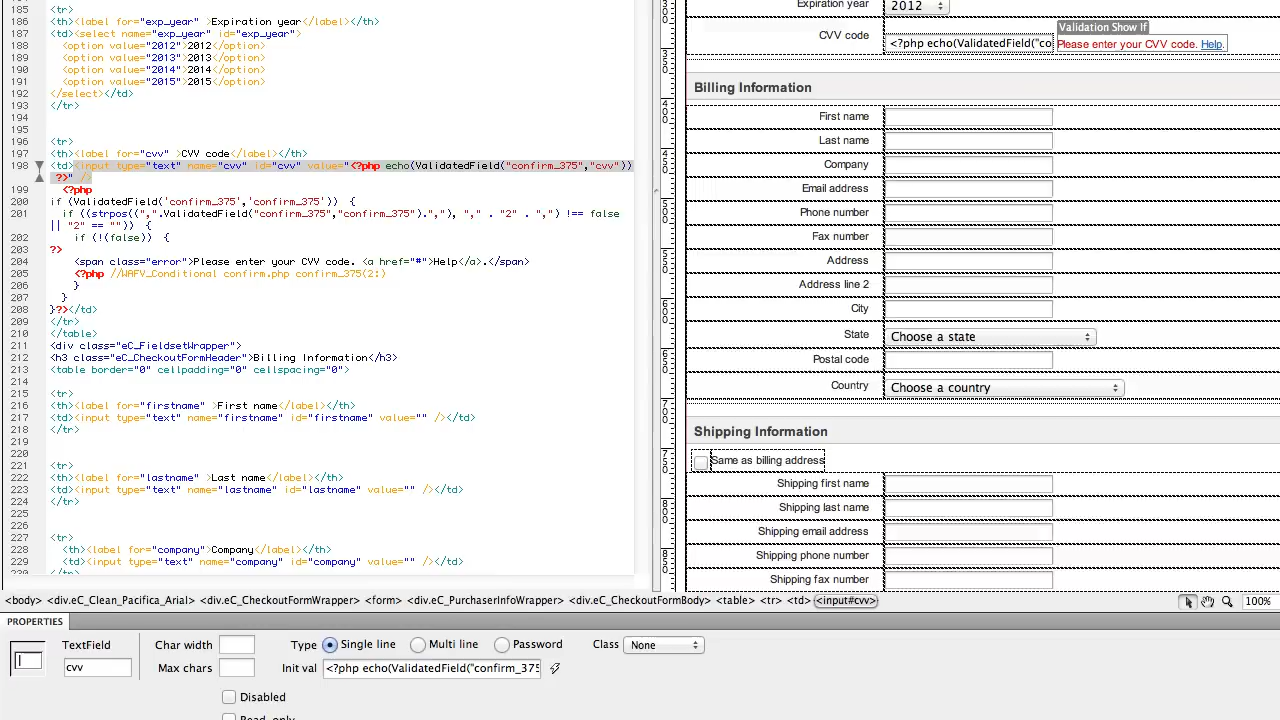 185 <tr>
186 <th><label for="exp_year" >Expiration year</label></th>
187 <td><select name="exp_year" id="exp_year">
188 <option value="2012">2012</option>
189 <option value="2013">2013</option>
190 <option value="2014">2014</option>
191 <option value="2015">2015</option>
192 </select></td>
193 </tr>
194
195
196 <tr>
197 <th><label for="cvv" >CVV code</label></th>
198 <td><input type="text" name="cvv" id="cvv" value="<?php echo(ValidatedField("confirm_375","cvv"))
?>" />
199 <?php
200 if (ValidatedField('confirm_375','confirm_375')) {
201 if ((strpos((",".ValidatedField("confirm_375","confirm_375").","), "," . "2" . ",") !== false
|| "2" == "")) {
202 if (!(false)) {
203 ?>
204 <span class="error">Please enter your CVV code. <a href="#">Help</a>.</span>
205 <?php //WAFV_Conditional confirm.php confirm_375(2:)
206 }
207 }
208 }?></td>
209 </tr>
210 </table>
211 <div class="eC_FieldsetWrapper">
212 <h3 class="eC_CheckoutFormHeader">Billing Information</h3>
213 <table border="0" cellpadding="0" cellspacing="0">
214
215 <tr>
216 <th><label for="firstname" >First name</label></th>
217 <td><input type="text" name="firstname" id="firstname" value="" /></td>
218 </tr>
219
220
221 <tr>
222 <th><label for="lastname" >Last name</label></th>
223 <td><input type="text" name="lastname" id="lastname" value="" /></td>
224 </tr>
225
226
227 <tr>
228 <th><label for="company">Company</label></th>
229 <td><input type="text" name="company" id="company" value="" /></td>
Expiration year 2012
Validation Show If
CVV code <?php echo(ValidatedField("co Please enter your CVV code. Help.
Billing Information
First name
Last name
Company
Email address
Phone number
Fax number
Address
Address line 2
City
State Choose a state
Postal code
Country Choose a country
Shipping Information
Same as billing address
Shipping first name
Shipping last name
Shipping email address
Shipping phone number
Shipping fax number
<body> <div.eC_Clean_Pacifica_Arial> <div.eC_CheckoutFormWrapper> <form> <div.eC_PurchaserInfoWrapper> <div.eC_CheckoutFormBody> <table> <tr> <td> <input#cvv> 100%
PROPERTIES
TextField Char width Type Single line Multi line Password Class None
cvv Max chars Init val <?php echo(ValidatedField("confirm_375
Disabled
Read-only